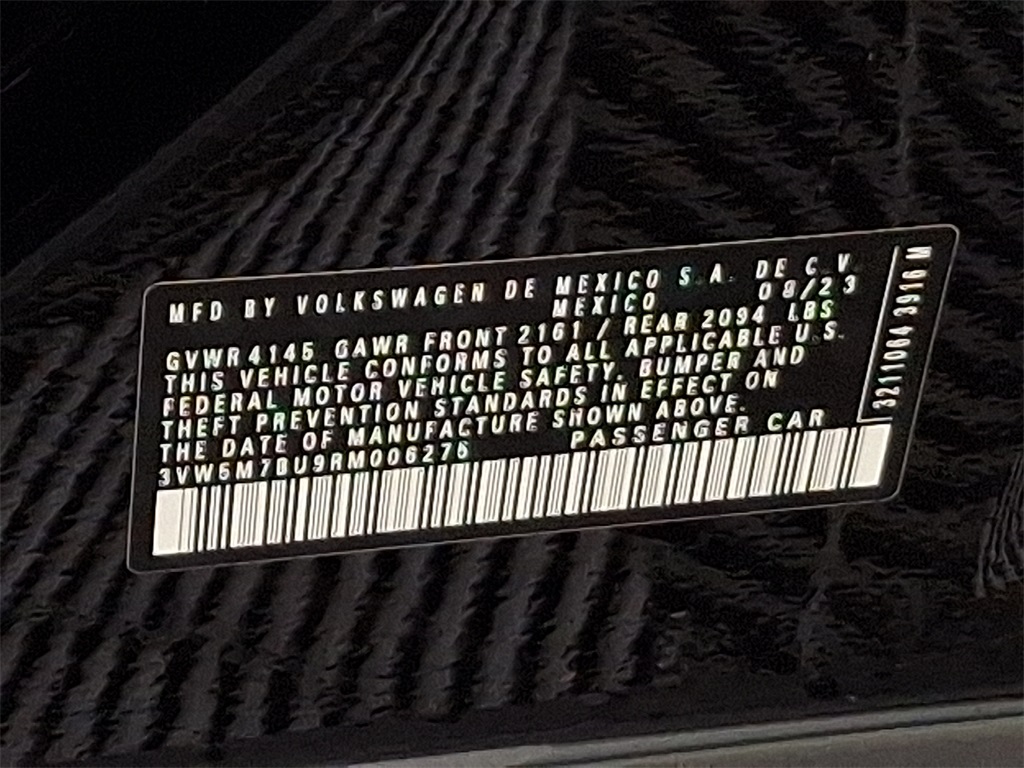 MFD BY VOLKSWAGEN DE MEXICO S.A. DE C.V
MEXICO 08/23
GVWR 4145 GAWR FRONT 2161 / REAR 2094 LBS
THIS VEHICLE CONFORMS TO ALL APPLICABLE U.S.
FEDERAL MOTOR VEHICLE SAFETY, BUMPER AND
THEFT PREVENTION STANDARDS IN EFFECT ON
THE DATE OF MANUFACTURE SHOWN ABOVE.
3VW5M7BU9RM006276 PASSENGER CAR
3211064 3916 M